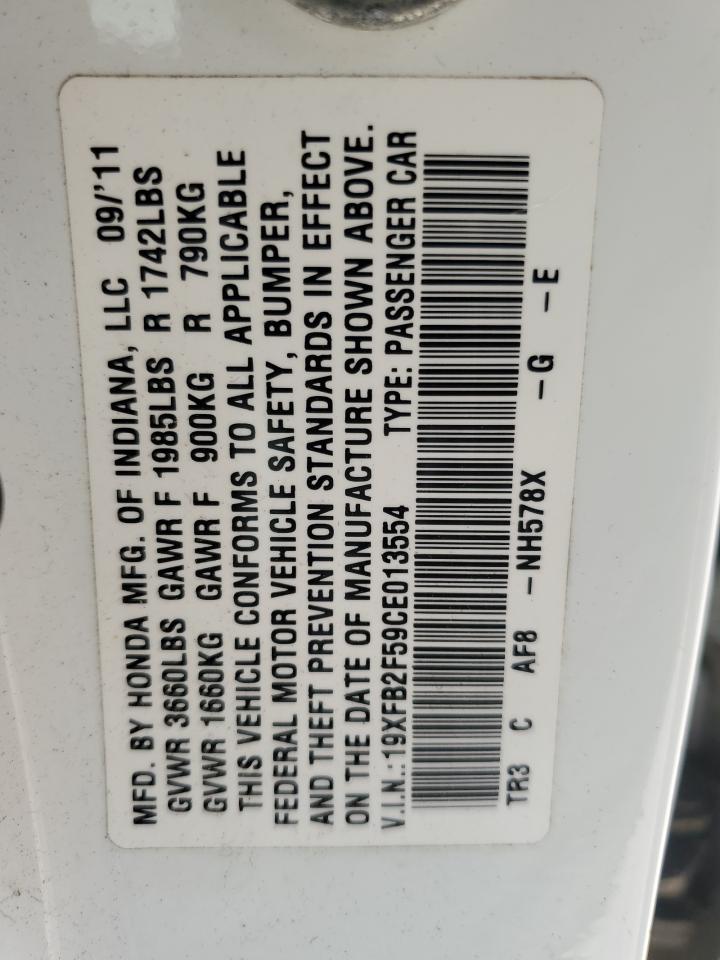 MFD. BY HONDA MFG. OF INDIANA, LLC 09/'11
GVWR 3660LBS GAWR F 1985LBS R 1742LBS
GVWR 1660KG GAWR F 900KG R 790KG
THIS VEHICLE CONFORMS TO ALL APPLICABLE
FEDERAL MOTOR VEHICLE SAFETY, BUMPER,
AND THEFT PREVENTION STANDARDS IN EFFECT
ON THE DATE OF MANUFACTURE SHOWN ABOVE.
V.I.N.:19XFB2F59CE013554 TYPE: PASSENGER CAR
TR3 C AF8 -NH578X -G -E